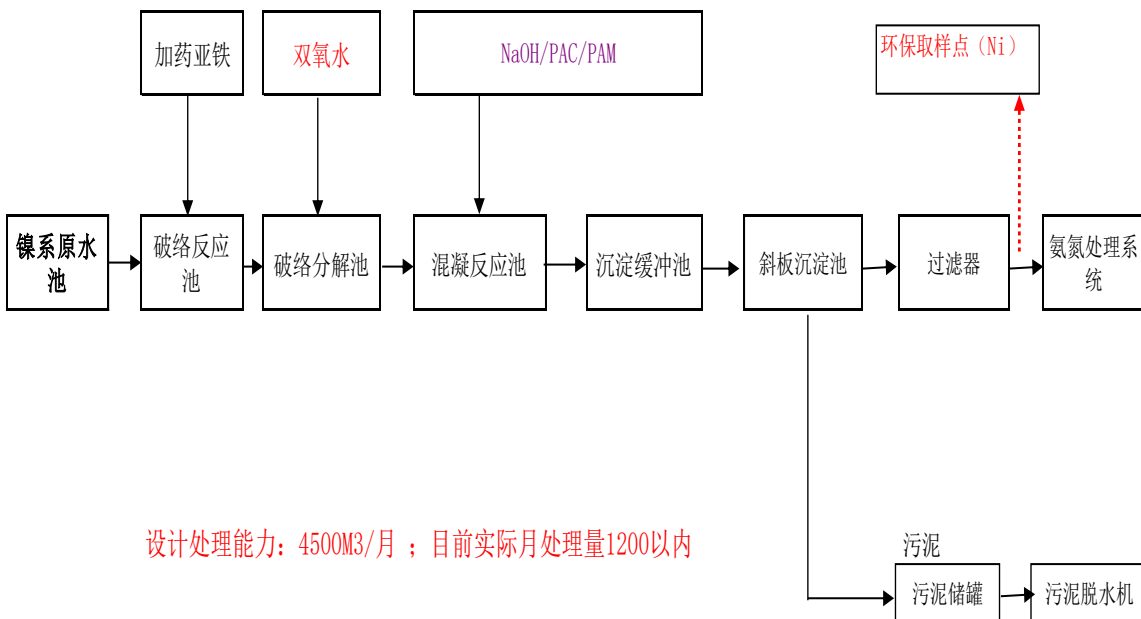 加药亚铁
双氧水
NaOH/PAC/PAM
环保取样点（Ni）
镍系原水
池
破络反应
池
破络分解池
混凝反应池
沉淀缓冲池
斜板沉淀池
过滤器
氨氮处理系
统
设计处理能力：4500M3/月 ；目前实际月处理量1200以内
污泥
污泥储罐
污泥脱水机